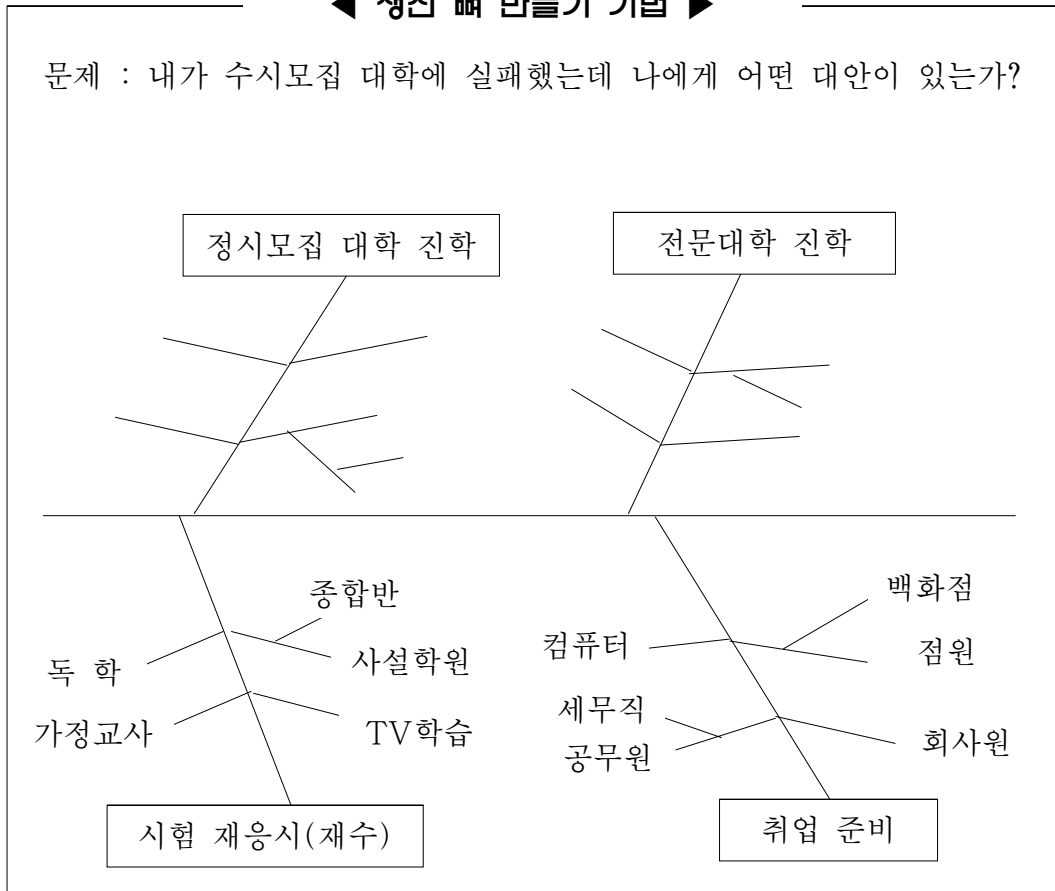 ◀ 생선 뼈 만들기 기법 ▶
문제 : 내가 수시모집 대학에 실패했는데 나에게 어떤 대안이 있는가?
정시모집 대학 진학
전문대학 진학
종합반
사설학원
독 학
가정교사
TV학습
백화점
컴퓨터
점원
세무직
공무원
회사원
시험 재응시(재수)
취업 준비